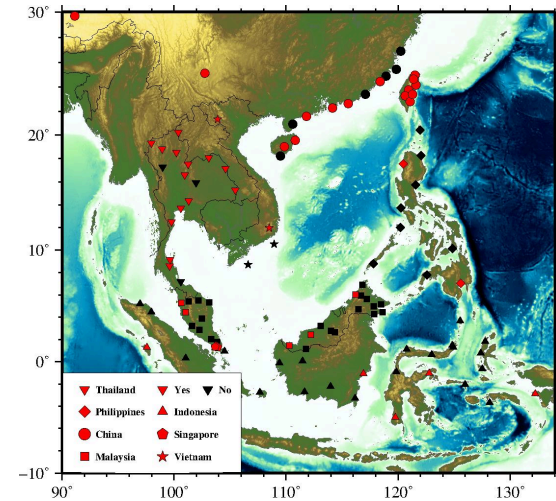 30°
20°
10°
0°
−10°
90° 100° 110° 120° 130°
Thailand Yes No
Philippines Indonesia
China Singapore
Malaysia Vietnam